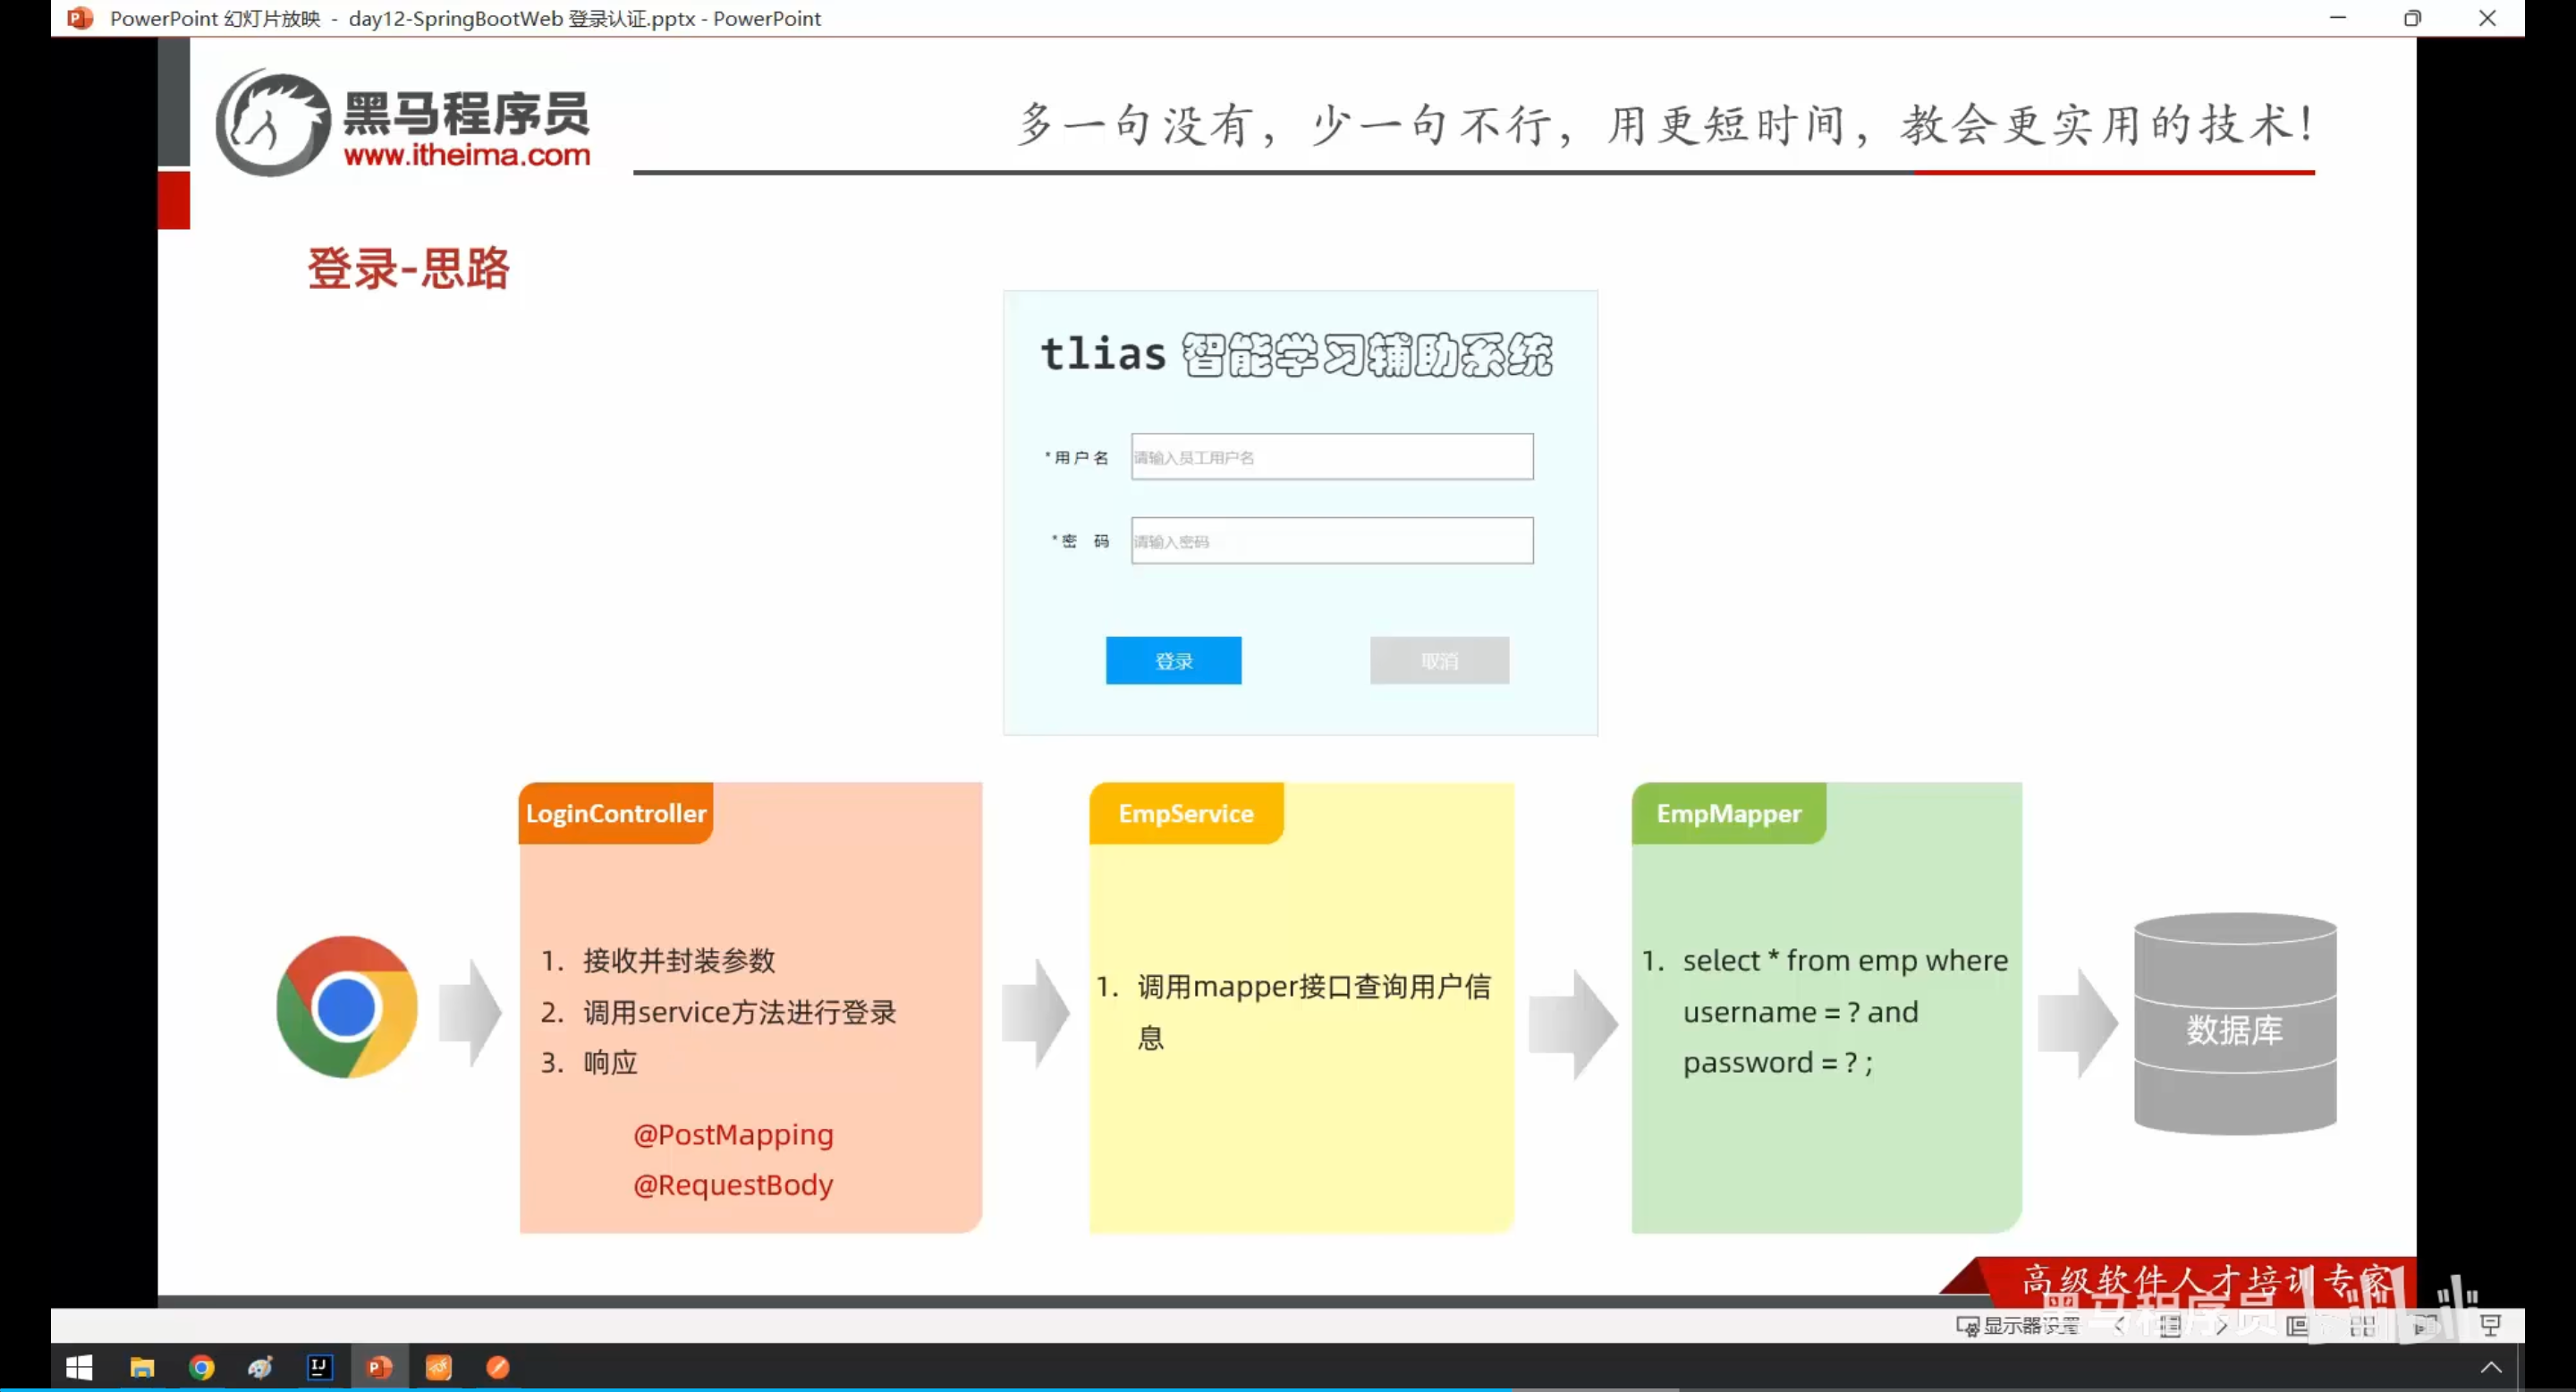 PowerPoint 幻灯片放映 - day12-SpringBootWeb 登录认证.pptx - PowerPoint
黑马程序员
www.itheima.com
多一句没有，少一句不行，用更短时间，教会更实用的技术！
登录-思路
tlias 智能学习辅助系统
*用户名 请输入员工用户名
*密 码 请输入密码
登录 取消
LoginController
1. 接收并封装参数
2. 调用service方法进行登录
3. 响应
@PostMapping
@RequestBody
EmpService
1. 调用mapper接口查询用户信
息
EmpMapper
1. select * from emp where
username = ? and
password = ? ;
数据库
高级软件人才培训专家
黑马程序员
显示器设置